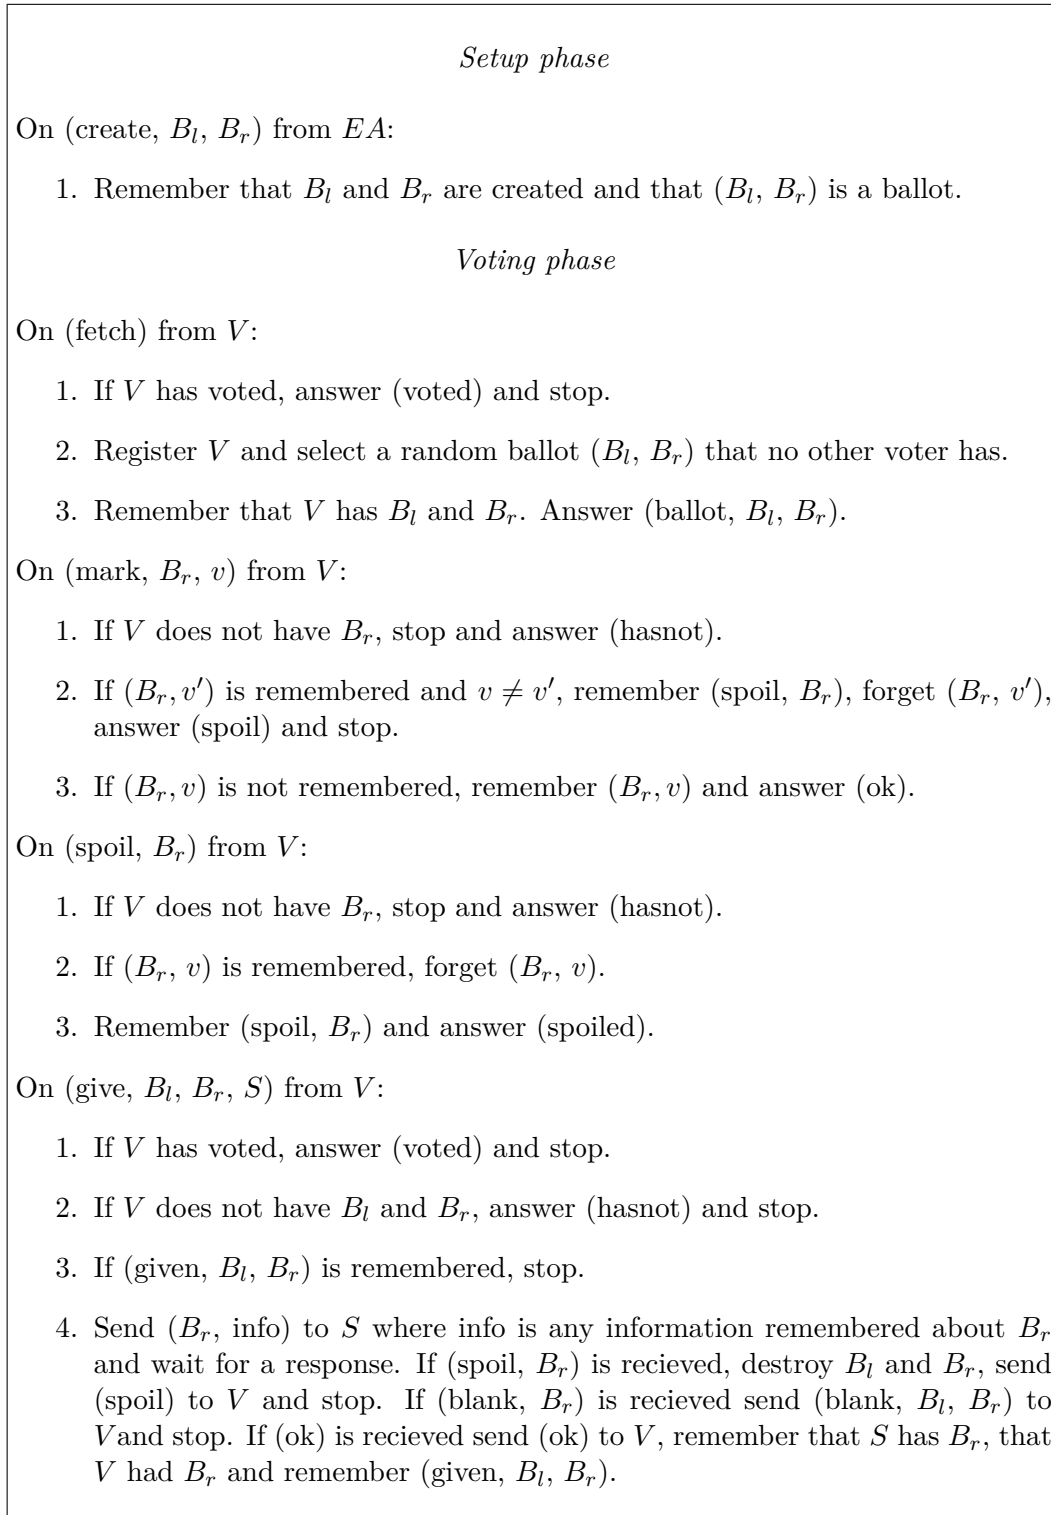 Setup phase
On (create, B_l, B_r) from EA:
1. Remember that B_l and B_r are created and that (B_l, B_r) is a ballot.
Voting phase
On (fetch) from V:
1. If V has voted, answer (voted) and stop.
2. Register V and select a random ballot (B_l, B_r) that no other voter has.
3. Remember that V has B_l and B_r. Answer (ballot, B_l, B_r).
On (mark, B_r, v) from V:
1. If V does not have B_r, stop and answer (hasnot).
2. If (B_r, v′) is remembered and v ≠ v′, remember (spoil, B_r), forget (B_r, v′),
answer (spoil) and stop.
3. If (B_r, v) is not remembered, remember (B_r, v) and answer (ok).
On (spoil, B_r) from V:
1. If V does not have B_r, stop and answer (hasnot).
2. If (B_r, v) is remembered, forget (B_r, v).
3. Remember (spoil, B_r) and answer (spoiled).
On (give, B_l, B_r, S) from V:
1. If V has voted, answer (voted) and stop.
2. If V does not have B_l and B_r, answer (hasnot) and stop.
3. If (given, B_l, B_r) is remembered, stop.
4. Send (B_r, info) to S where info is any information remembered about B_r
and wait for a response. If (spoil, B_r) is recieved, destroy B_l and B_r, send
(spoil) to V and stop. If (blank, B_r) is recieved send (blank, B_l, B_r) to
Vand stop. If (ok) is recieved send (ok) to V, remember that S has B_r, that
V had B_r and remember (given, B_l, B_r).